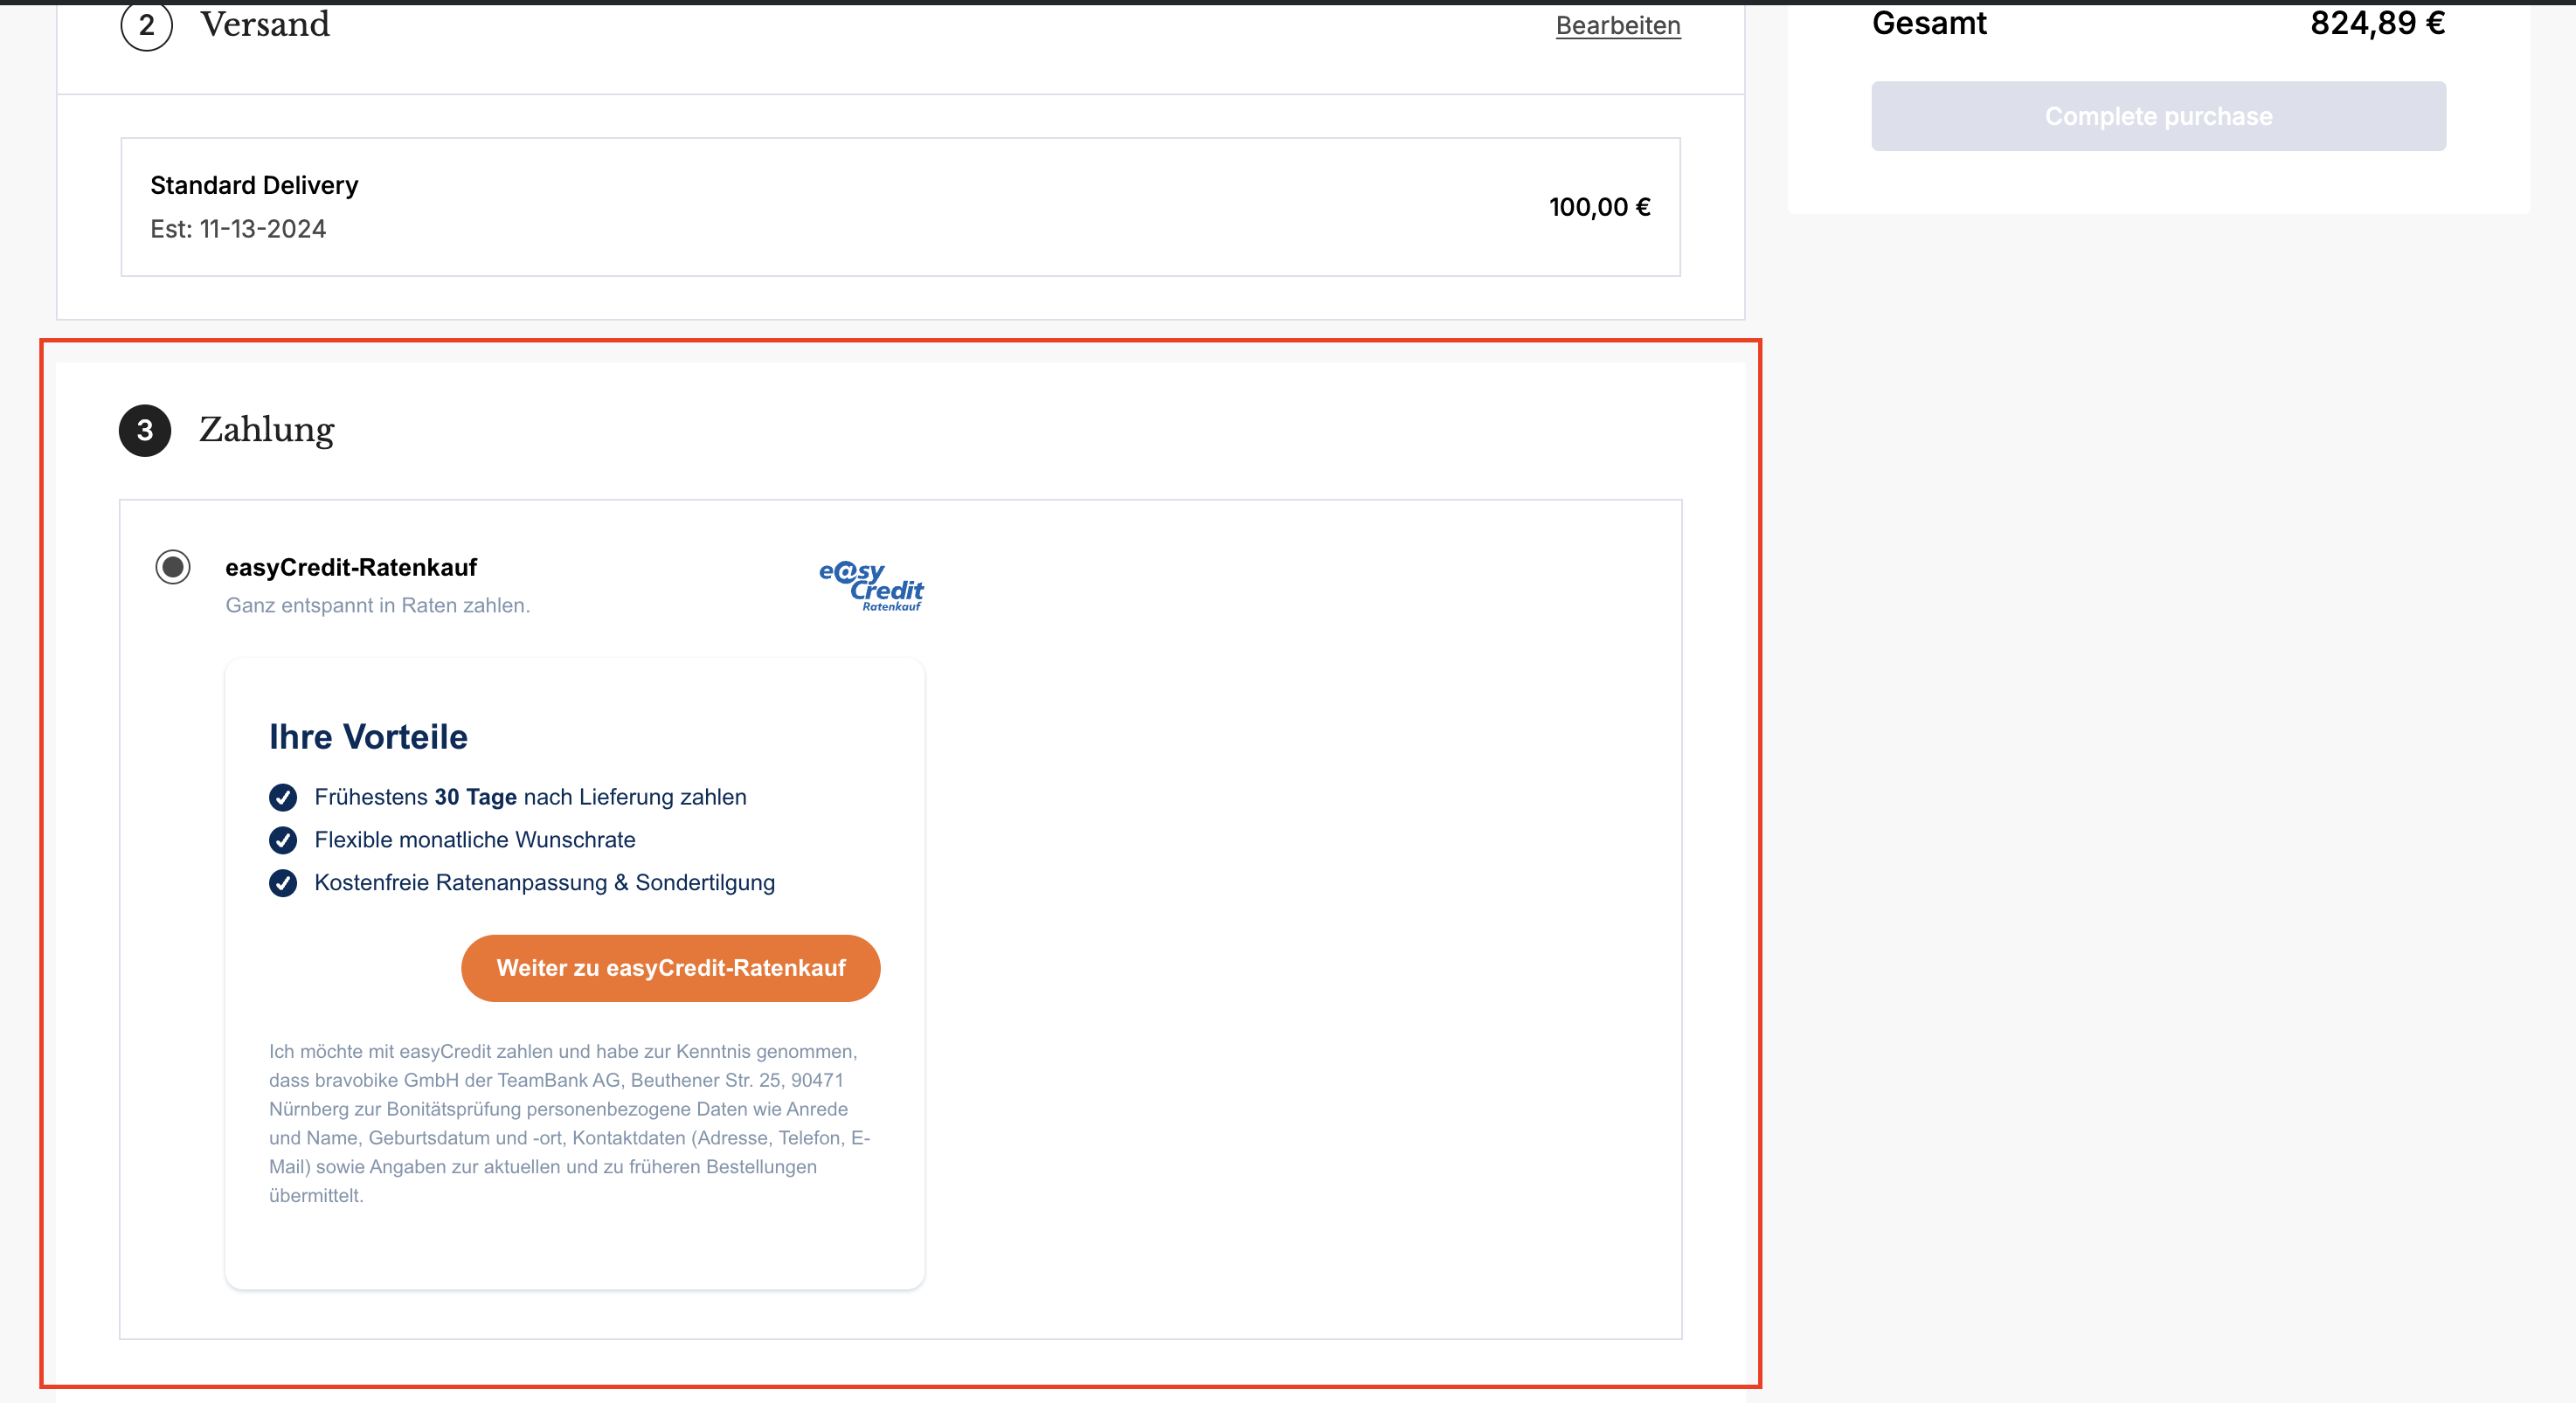 2 Versand Bearbeiten
Standard Delivery
Est: 11-13-2024
100,00 €
Gesamt 824,89 €
Complete purchase
3 Zahlung
easyCredit-Ratenkauf
Ganz entspannt in Raten zahlen.
e@sy
Credit
Ratenkauf
Ihre Vorteile
Frühestens 30 Tage nach Lieferung zahlen
Flexible monatliche Wunschrate
Kostenfreie Ratenanpassung & Sondertilgung
Weiter zu easyCredit-Ratenkauf
Ich möchte mit easyCredit zahlen und habe zur Kenntnis genommen,
dass bravobike GmbH der TeamBank AG, Beuthener Str. 25, 90471
Nürnberg zur Bonitätsprüfung personenbezogene Daten wie Anrede
und Name, Geburtsdatum und -ort, Kontaktdaten (Adresse, Telefon, E-
Mail) sowie Angaben zur aktuellen und zu früheren Bestellungen
übermittelt.